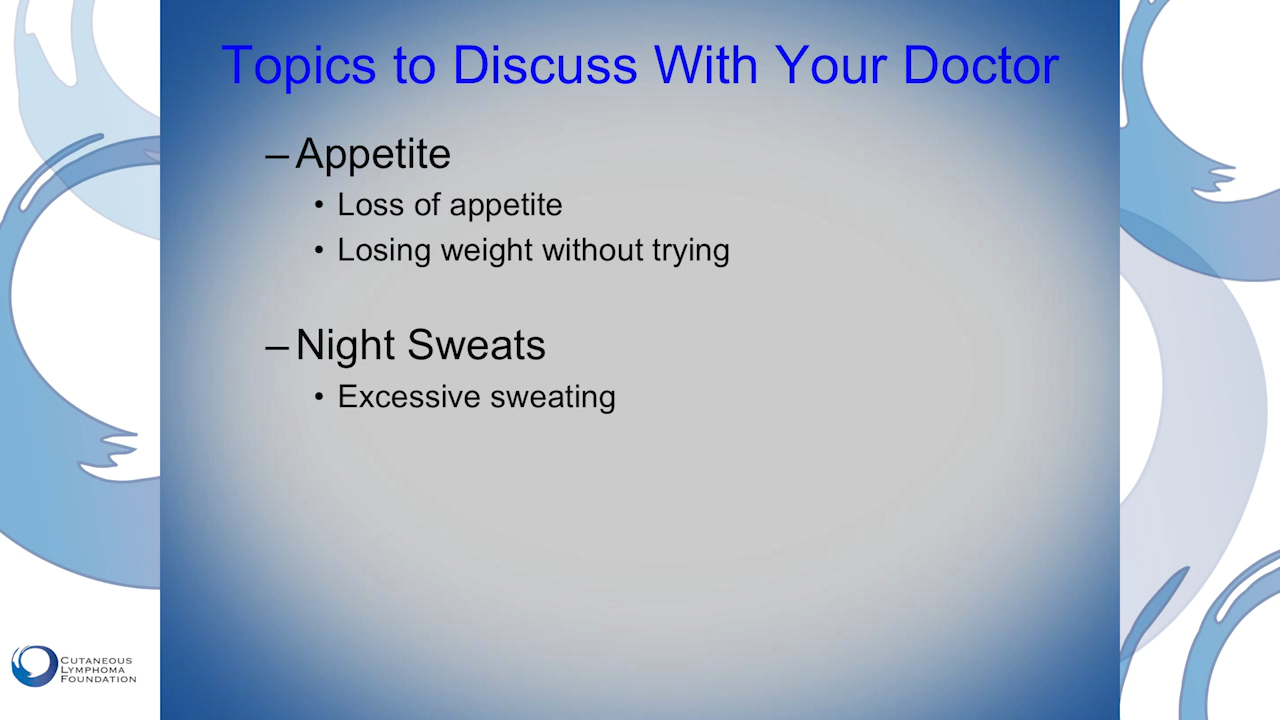 Topics to Discuss With Your Doctor
– Appetite
• Loss of appetite
• Losing weight without trying
– Night Sweats
• Excessive sweating
CUTANEOUS
LYMPHOMA
FOUNDATION